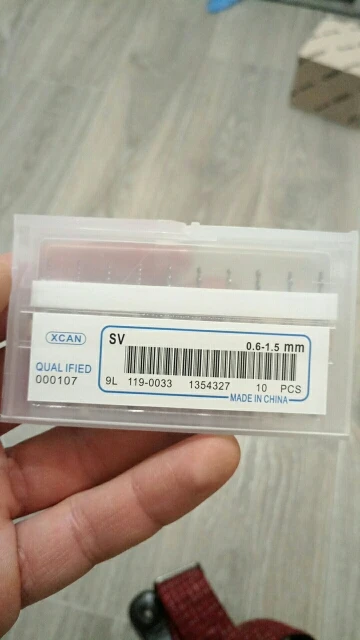 XCAN
QUALIFIED
000107
SV
0.6-1.5 mm
9L 119-0033 1354327 10 PCS
MADE IN CHINA